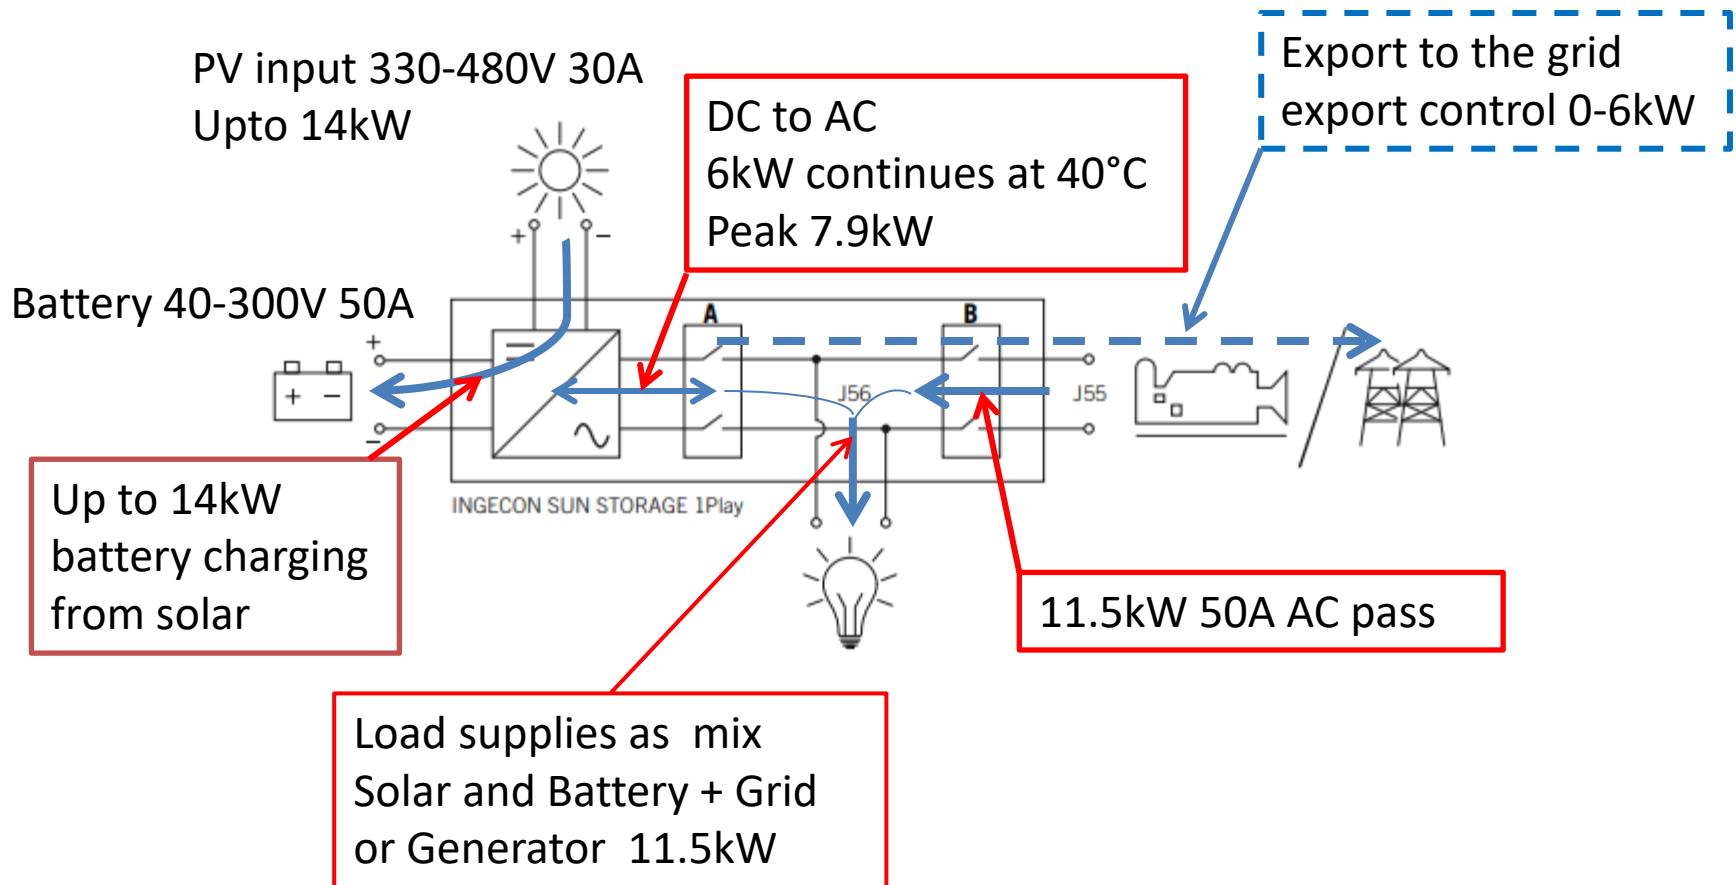 PV input 330-480V 30A
Upto 14kW
DC to AC
6kW continues at 40°C
Peak 7.9kW
Export to the grid
export control 0-6kW
Battery 40-300V 50A
+ -
A
B
+
-
+ -
J56
J55
INGECON SUN STORAGE 1Play
Up to 14kW
battery charging
from solar
11.5kW 50A AC pass
Load supplies as  mix
Solar and Battery + Grid
or Generator  11.5kW